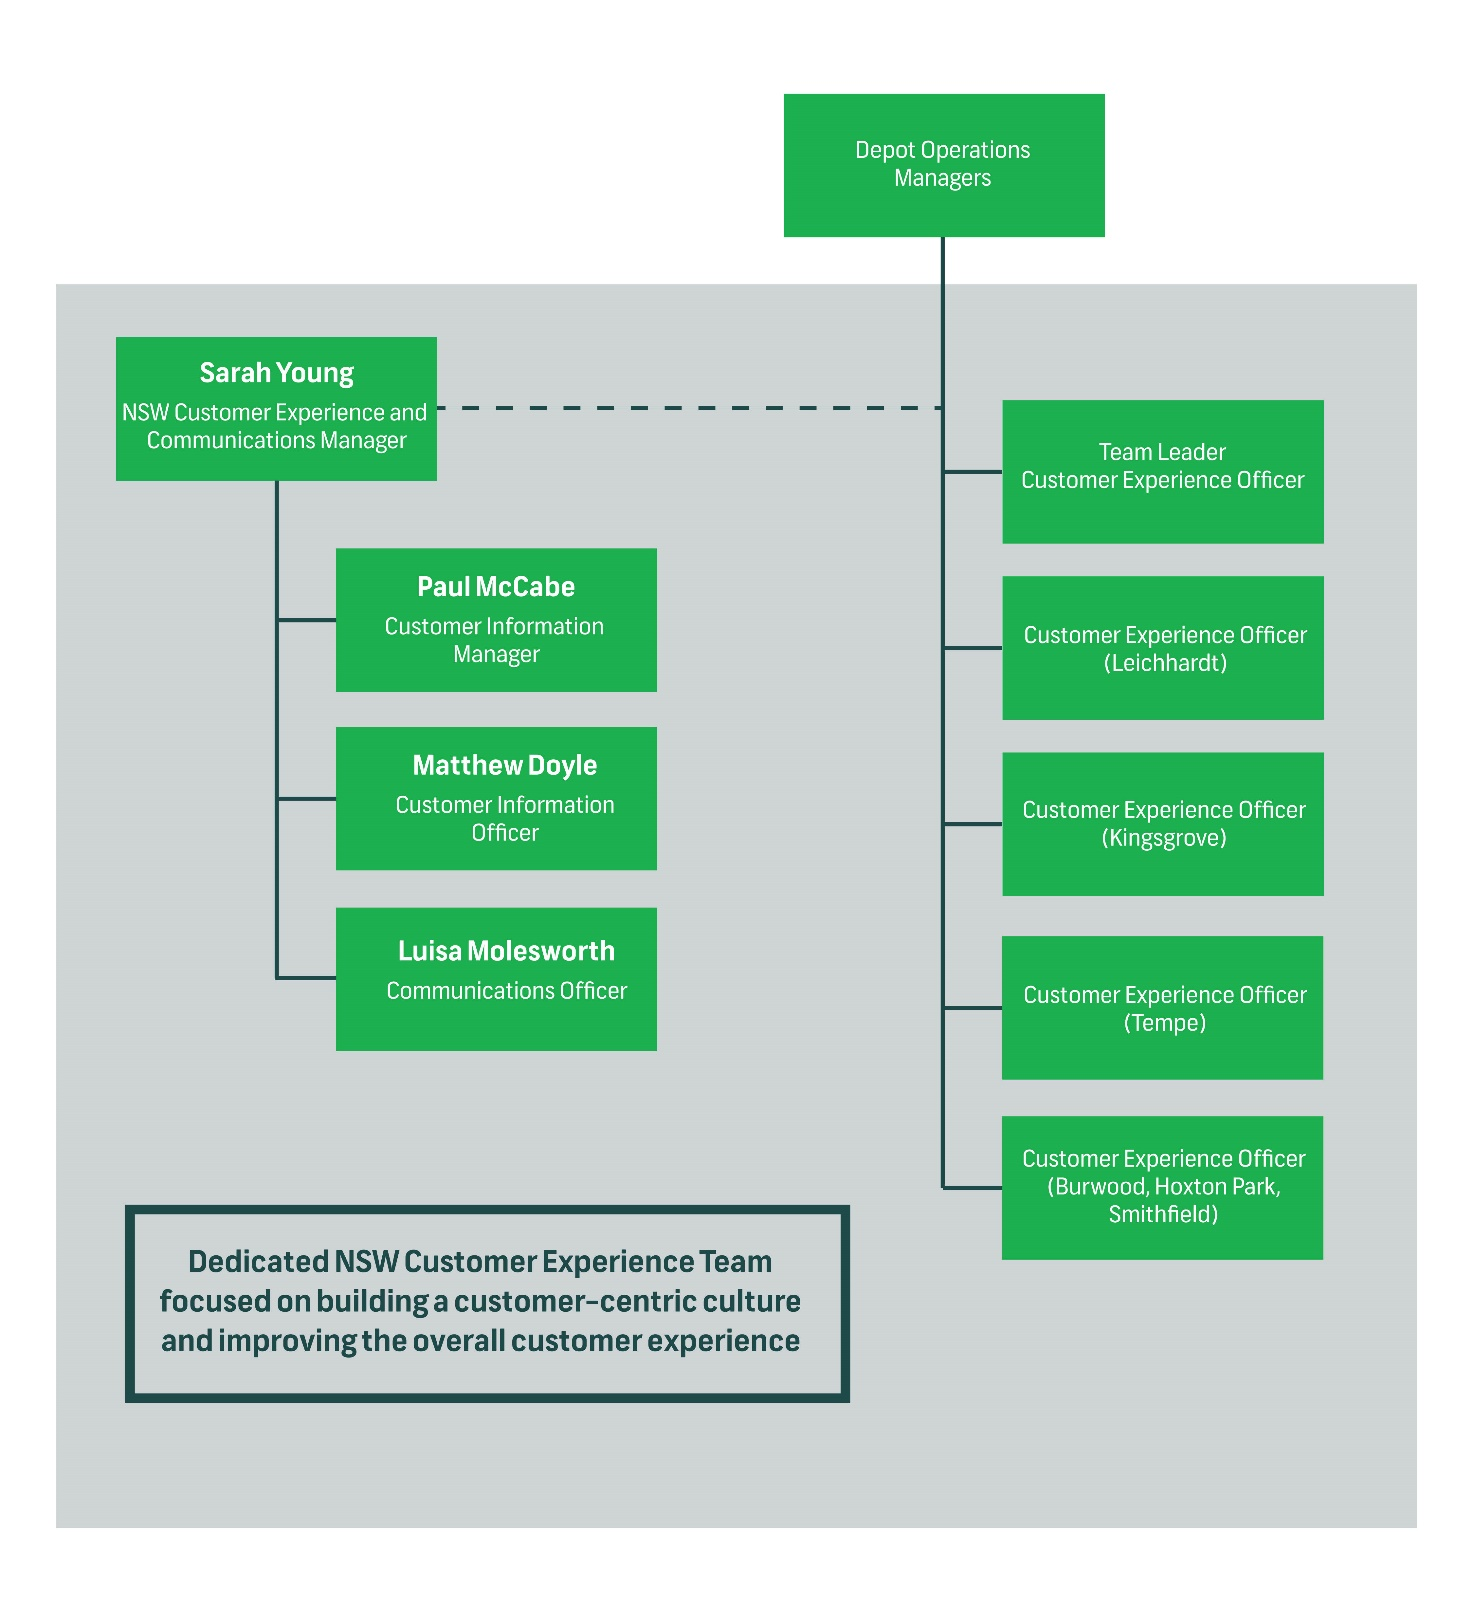 Depot Operations
Managers
Sarah Young
NSW Customer Experience and
Communications Manager
Paul McCabe
Customer Information
Manager
Matthew Doyle
Customer Information
Officer
Luisa Molesworth
Communications Officer
Team Leader
Customer Experience Officer
Customer Experience Officer
(Leichhardt)
Customer Experience Officer
(Kingsgrove)
Customer Experience Officer
(Tempe)
Customer Experience Officer
(Burwood, Hoxton Park,
Smithfield)
Dedicated NSW Customer Experience Team
focused on building a customer-centric culture
and improving the overall customer experience